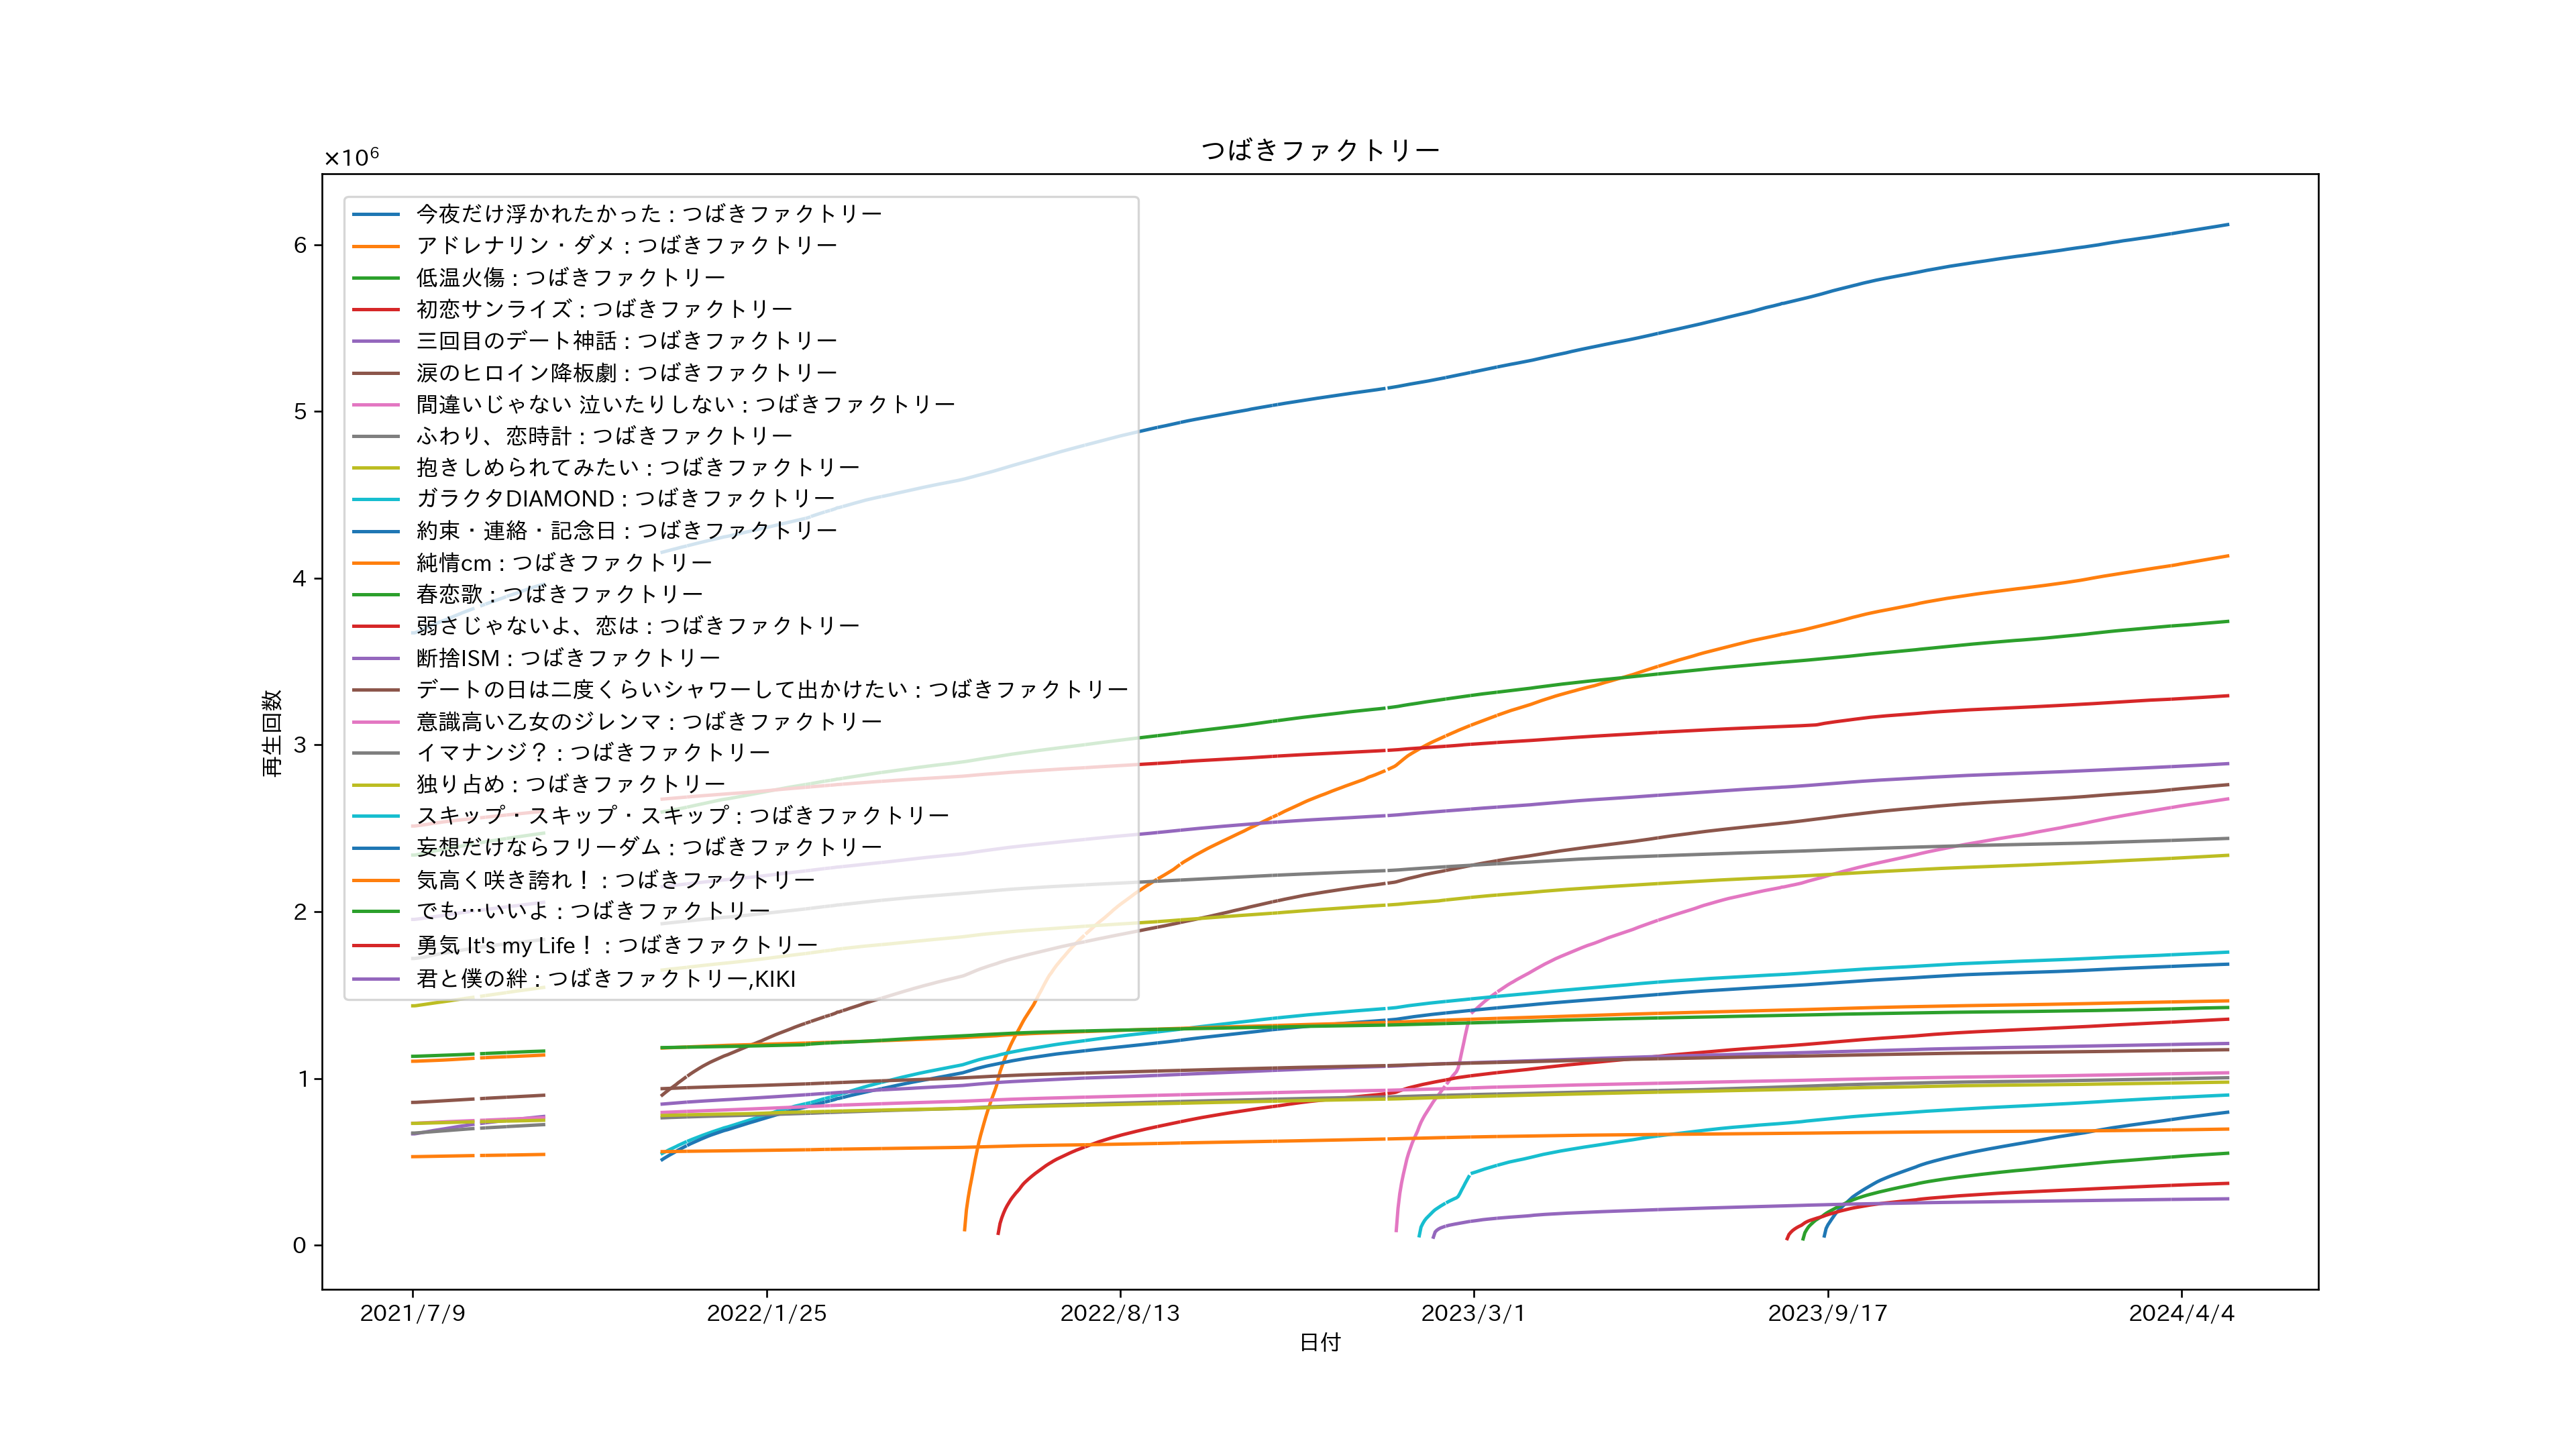 つばきファクトリー
×10⁶
今夜だけ浮かれたかった : つばきファクトリー
アドレナリン・ダメ : つばきファクトリー
低温火傷 : つばきファクトリー
初恋サンライズ : つばきファクトリー
三回目のデート神話 : つばきファクトリー
涙のヒロイン降板劇 : つばきファクトリー
間違いじゃない 泣いたりしない : つばきファクトリー
ふわり、恋時計 : つばきファクトリー
抱きしめられてみたい : つばきファクトリー
ガラクタDIAMOND : つばきファクトリー
約束・連絡・記念日 : つばきファクトリー
純情cm : つばきファクトリー
春恋歌 : つばきファクトリー
弱さじゃないよ、恋は : つばきファクトリー
断捨ISM : つばきファクトリー
デートの日は二度くらいシャワーして出かけたい : つばきファクトリー
意識高い乙女のジレンマ : つばきファクトリー
イマナンジ？ : つばきファクトリー
独り占め : つばきファクトリー
スキップ・スキップ・スキップ : つばきファクトリー
妄想だけならフリーダム : つばきファクトリー
気高く咲き誇れ！ : つばきファクトリー
でも…いいよ : つばきファクトリー
勇気 It's my Life！ : つばきファクトリー
君と僕の絆 : つばきファクトリー,KIKI
6
5
4
3
2
1
0
再生回数
2021/7/9
2022/1/25
2022/8/13
2023/3/1
2023/9/17
2024/4/4
日付